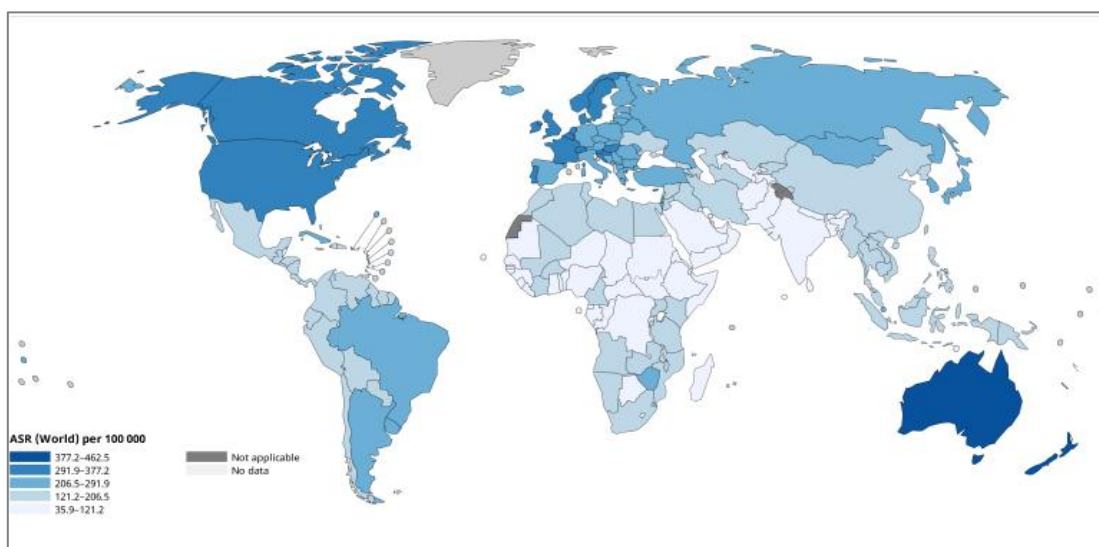 ASR (World) per 100 000
377.2–462.5
291.9–377.2
206.5–291.9
121.2–206.5
35.9–121.2
Not applicable
No data